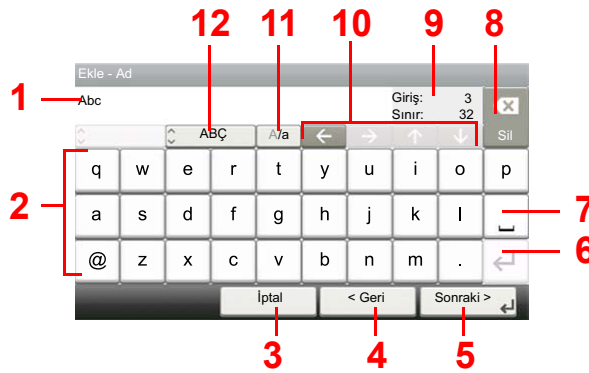 12 11 10 9 8
Ekle - Ad
1 Abc Giriş: 3
Sınır: 32
ABÇ A/a ← → ↑ ↓ Sil
q w e r t y u i o p
2
a s d f g h j k l 7
@ z x c v b n m . 6
İptal < Geri Sonraki >
3 4 5